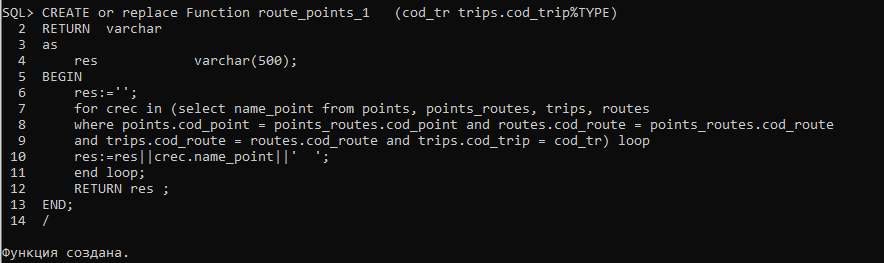 SQL> CREATE or replace Function route_points_1   (cod_tr trips.cod_trip%TYPE)
  2  RETURN  varchar
  3  as
  4      res            varchar(500);
  5  BEGIN
  6      res:='';
  7      for crec in (select name_point from points, points_routes, trips, routes
  8      where points.cod_point = points_routes.cod_point and routes.cod_route = points_routes.cod_route
  9      and trips.cod_route = routes.cod_route and trips.cod_trip = cod_tr) loop
 10      res:=res||crec.name_point||'  ';
 11      end loop;
 12      RETURN res ;
 13  END;
 14  /
Функция создана.